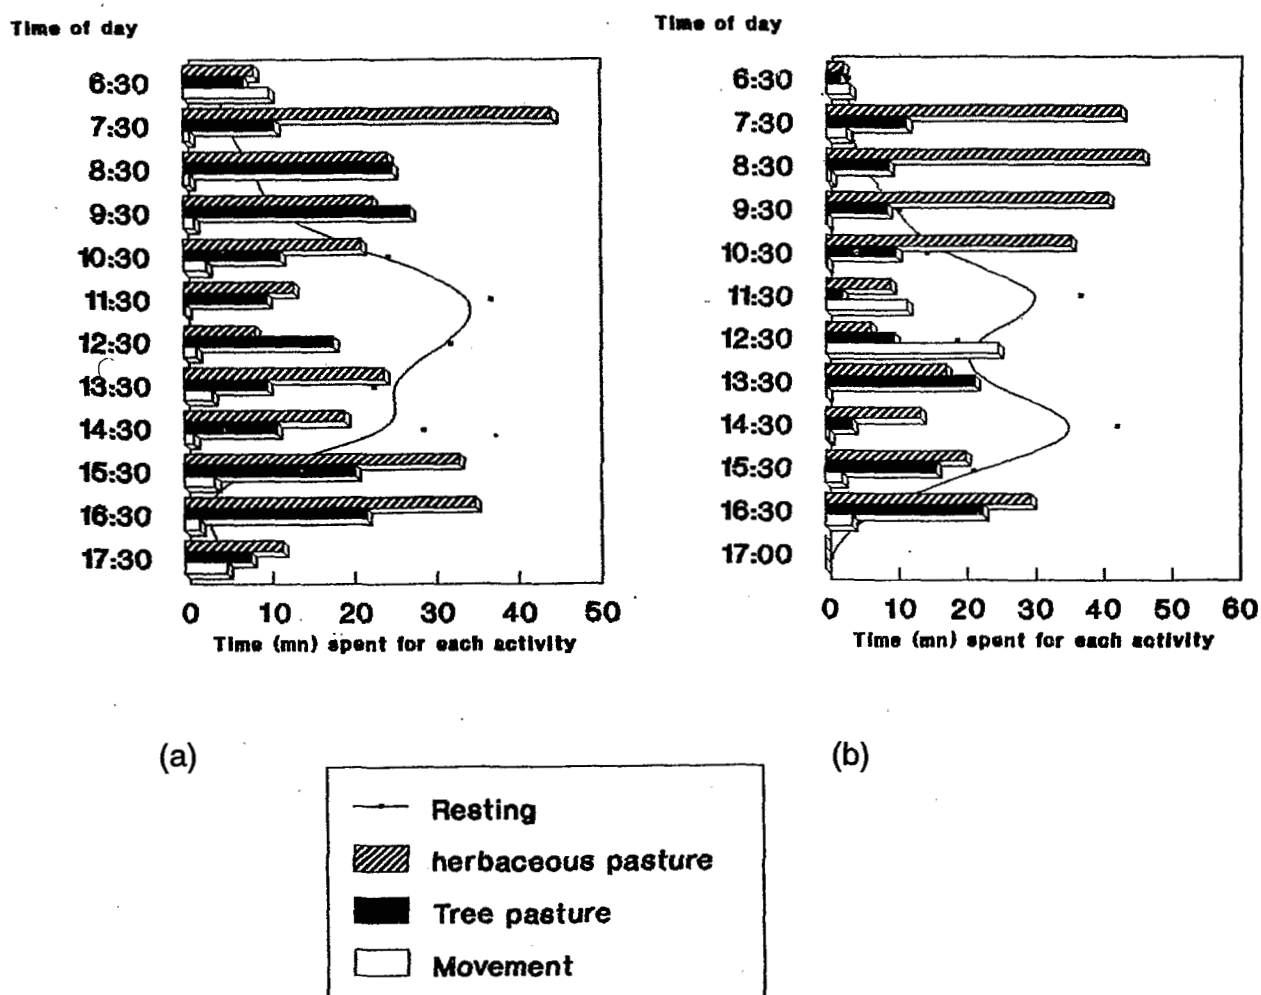 Time of day
6:30
7:30
8:30
9:30
10:30
11:30
12:30
13:30
14:30
15:30
16:30
17:30
0 10 20 30 40 50
Time (mn) spent for each activity
(a)
Time of day
6:30
7:30
8:30
9:30
10:30
11:30
12:30
13:30
14:30
15:30
16:30
17:00
0 10 20 30 40 50 60
Time (mn) spent for each activity
(b)
Resting
herbaceous pasture
Tree pasture
Movement